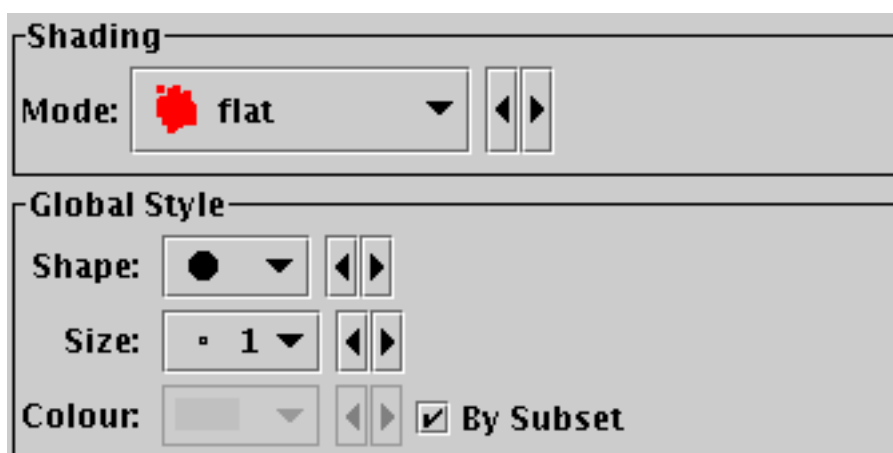 Shading
Mode: flat
Global Style
Shape:
Size: 1
Colour: By Subset